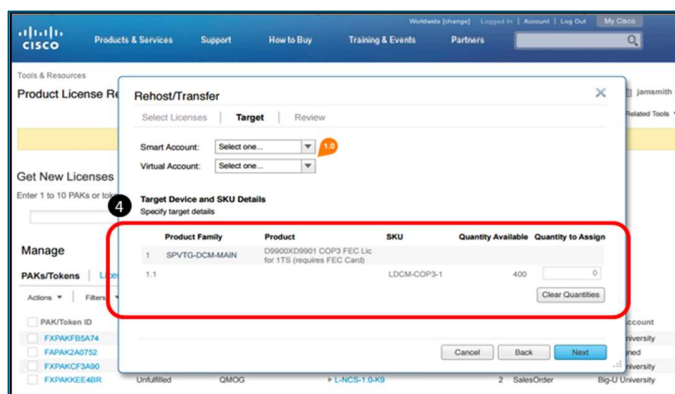 Worldwide [change] Logged In | Account | Log Out My Cisco
CISCO Products & Services Support How to Buy Training & Events Partners
Tools & Resources
Product License Re
jamsmith
Related Tools
Rehost/Transfer
Select Licenses | Target | Review
Smart Account: Select one... 1.0
Virtual Account: Select one...
Get New Licenses
Enter 1 to 10 PAKs or toke
4
Target Device and SKU Details
Specify target details
Product Family Product SKU Quantity Available Quantity to Assign
1 SPVTG-DCM-MAIN D9900XD9901 COP3 FEC Lic
for 1TS (requires FEC Card)
1.1 LDCM-COP3-1 400 0
Clear Quantities
Manage
PAKs/Tokens | Lice
Actions | Filters
PAK/Token ID
ccount
FXPAKFB5A74 niversity
FAPAK2A0752 ned
FXPAKCF3A90 niversity
FXPAKKEE4BR Unfulfilled QMOG > L-NCS-1.0-K9 2 SalesOrder Big-U University
Cancel Back Next